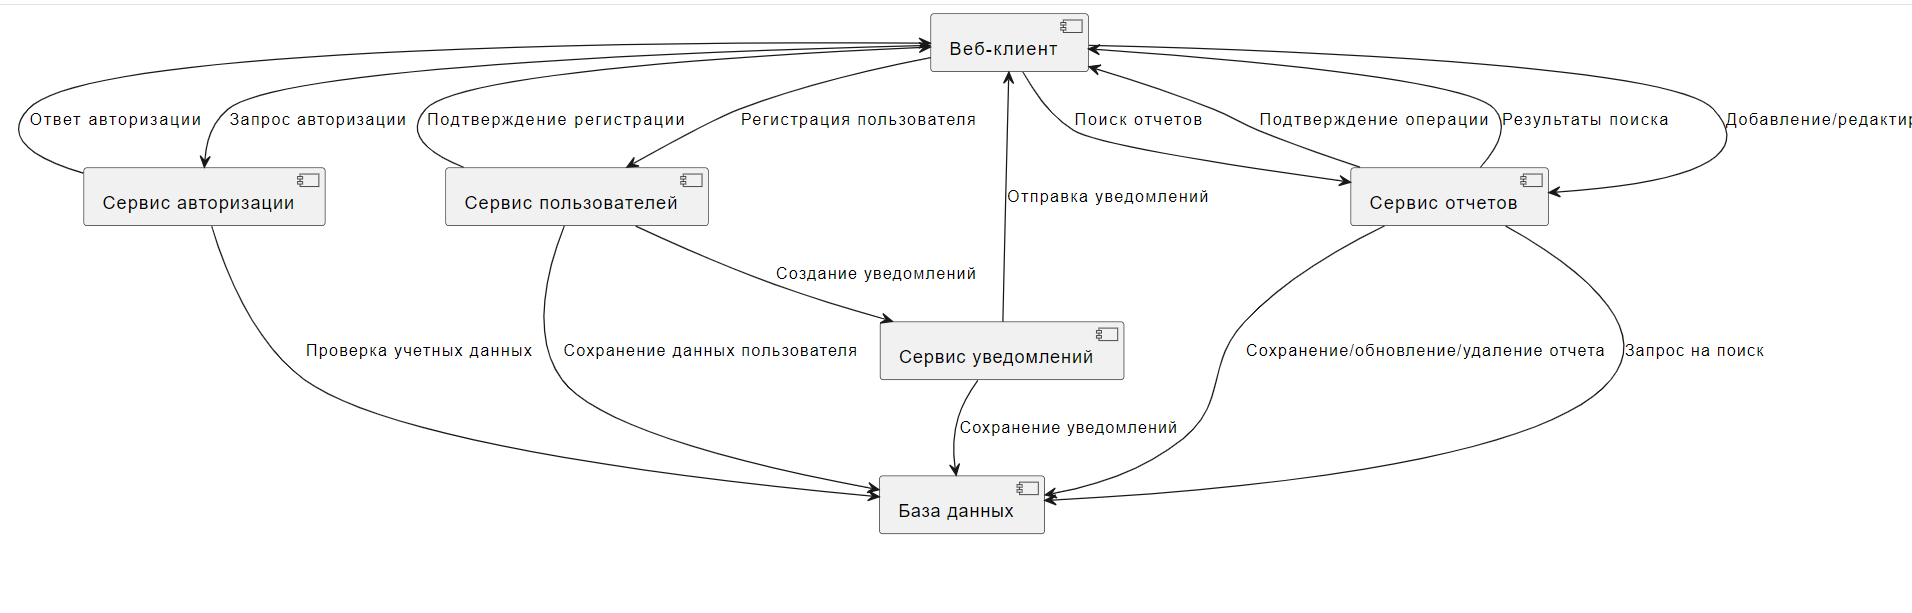 Веб-клиент
Ответ авторизации
Запрос авторизации
Подтверждение регистрации
Регистрация пользователя
Поиск отчетов
Подтверждение операции
Результаты поиска
Сервис авторизации
Сервис пользователей
Отправка уведомлений
Сервис отчетов
Создание уведомлений
Проверка учетных данных
Сохранение данных пользователя
Сервис уведомлений
Сохранение/обновление/удаление отчета
Запрос на поиск
Сохранение уведомлений
База данных